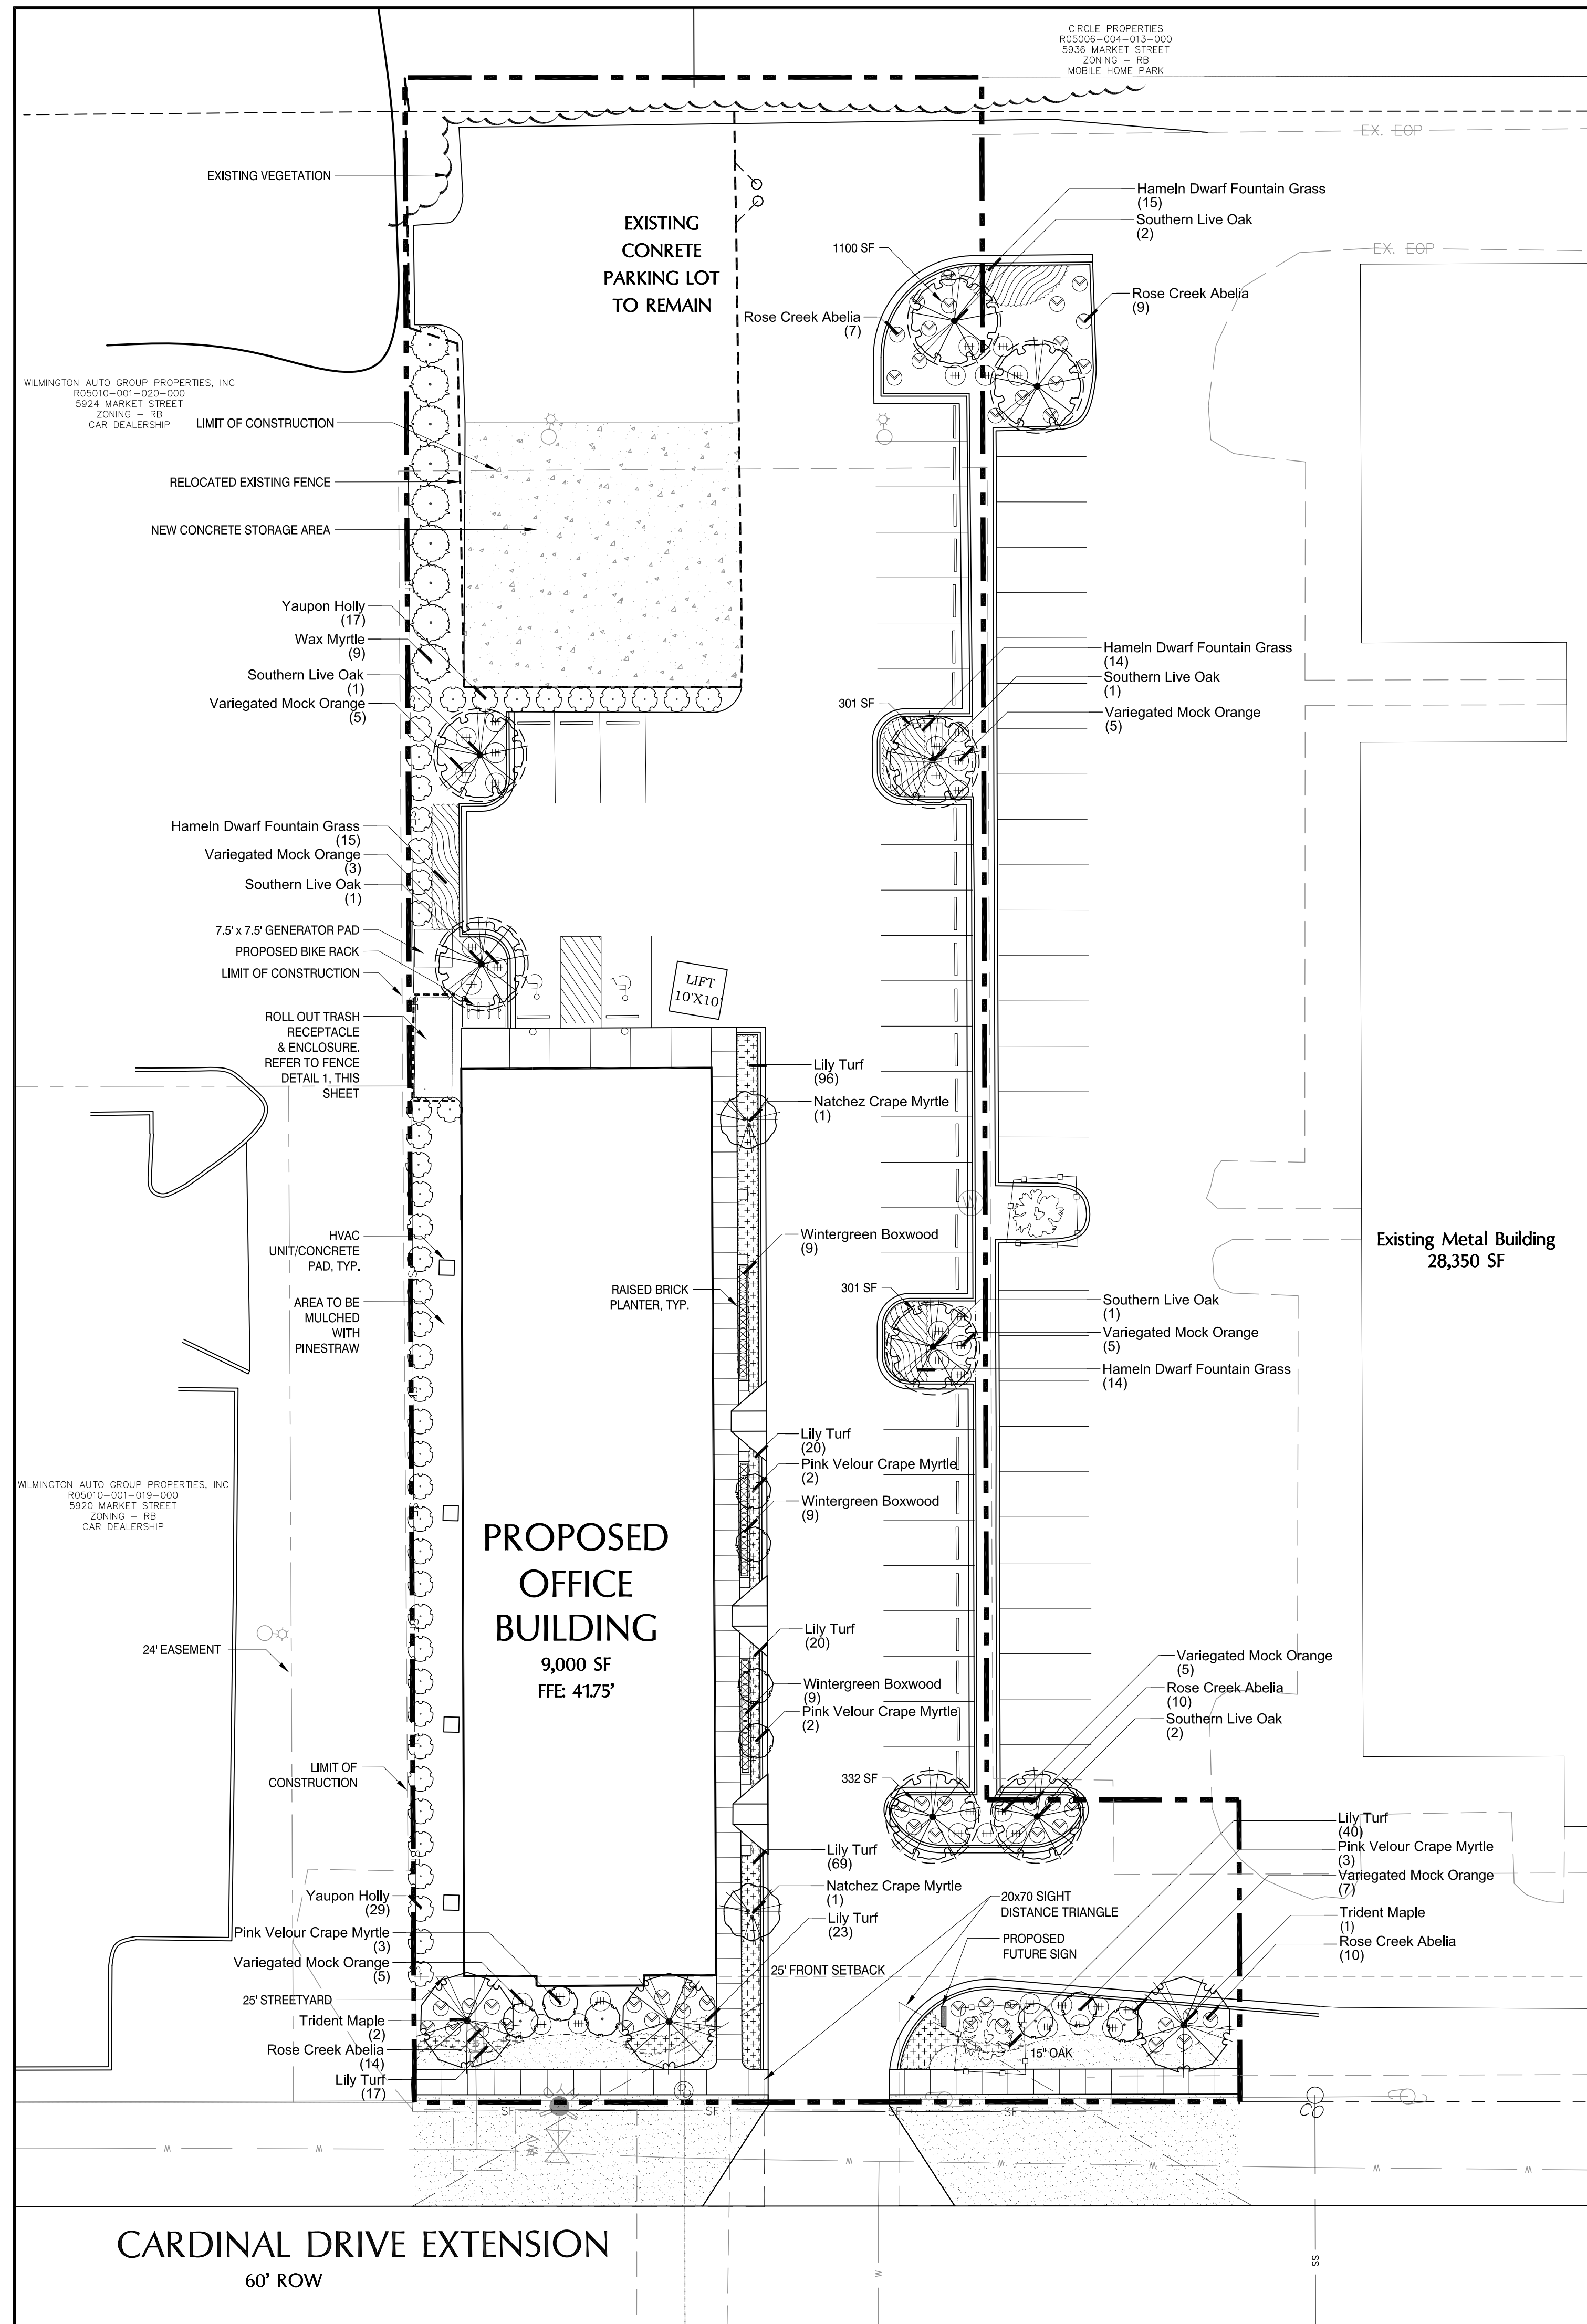 CIRCLE PROPERTIES
R05006-004-013-000
5936 MARKET STREET
ZONING - RB
MOBILE HOME PARK
EX. EOP
EXISTING VEGETATION
EXISTING
CONRETE
PARKING LOT
TO REMAIN
Hameln Dwarf Fountain Grass
(15)
Southern Live Oak
(2)
1100 SF
EX. EOP
Rose Creek Abelia
(7)
Rose Creek Abelia
(9)
WILMINGTON AUTO GROUP PROPERTIES, INC
R05010-001-020-000
5924 MARKET STREET
ZONING - RB
CAR DEALERSHIP
LIMIT OF CONSTRUCTION
RELOCATED EXISTING FENCE
NEW CONCRETE STORAGE AREA
Yaupon Holly
(17)
Wax Myrtle
(9)
Southern Live Oak
(1)
Variegated Mock Orange
(5)
Hameln Dwarf Fountain Grass
(14)
Southern Live Oak
(1)
301 SF
Variegated Mock Orange
(5)
Hameln Dwarf Fountain Grass
(15)
Variegated Mock Orange
(3)
Southern Live Oak
(1)
7.5' x 7.5' GENERATOR PAD
PROPOSED BIKE RACK
LIMIT OF CONSTRUCTION
LIFT
10'X10'
ROLL OUT TRASH
RECEPTACLE
& ENCLOSURE.
REFER TO FENCE
DETAIL 1, THIS
SHEET
Lily Turf
(96)
Natchez Crape Myrtle
(1)
W
HVAC
UNIT/CONCRETE
PAD, TYP.
Wintergreen Boxwood
(9)
Existing Metal Building
28,350 SF
RAISED BRICK
PLANTER, TYP.
301 SF
AREA TO BE
MULCHED
WITH
PINESTRAW
Southern Live Oak
(1)
Variegated Mock Orange
(5)
Hameln Dwarf Fountain Grass
(14)
Lily Turf
(20)
Pink Velour Crape Myrtle
(2)
Wintergreen Boxwood
(9)
WILMINGTON AUTO GROUP PROPERTIES, INC
R05010-001-019-000
5920 MARKET STREET
ZONING - RB
CAR DEALERSHIP
PROPOSED
OFFICE
BUILDING
9,000 SF
FFE: 41.75'
24' EASEMENT
Lily Turf
(20)
Wintergreen Boxwood
(9)
Pink Velour Crape Myrtle
(2)
Variegated Mock Orange
(5)
Rose Creek Abelia
(10)
Southern Live Oak
(2)
LIMIT OF
CONSTRUCTION
332 SF
Lily Turf
(40)
Pink Velour Crape Myrtle
(3)
Variegated Mock Orange
(7)
Trident Maple
(1)
Rose Creek Abelia
(10)
Lily Turf
(69)
Natchez Crape Myrtle
(1)
Lily Turf
(23)
20x70 SIGHT
DISTANCE TRIANGLE
PROPOSED
FUTURE SIGN
Yaupon Holly
(29)
Pink Velour Crape Myrtle
(3)
Variegated Mock Orange
(5)
25' FRONT SETBACK
25' STREETYARD
Trident Maple
(2)
Rose Creek Abelia
(14)
Lily Turf
(17)
15" OAK
SF SF SF SF
CO
W W W W W W W W
W
SS
CARDINAL DRIVE EXTENSION
60' ROW